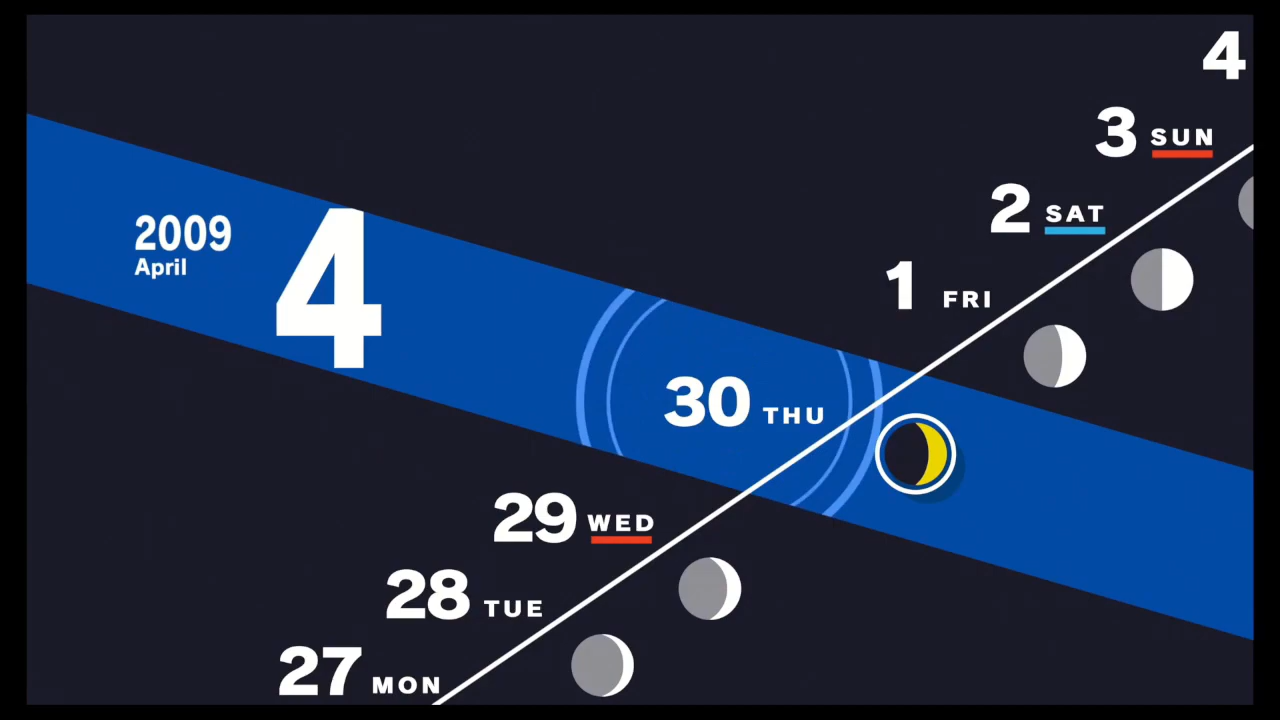 4
3 SUN
2 SAT
1 FRI
2009
April
4
30 THU
29 WED
28 TUE
27 MON